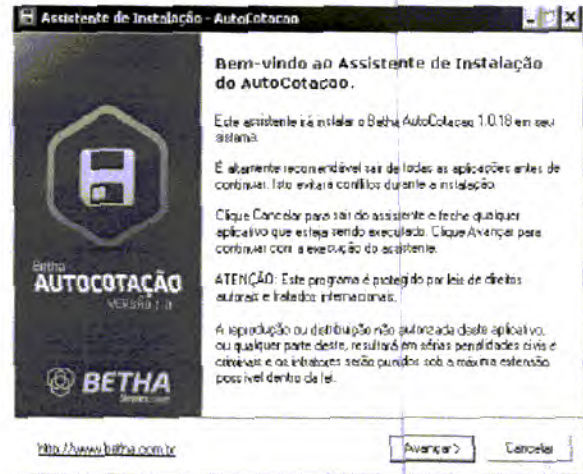 Assistente de Instalação - AutoCotacao
Bem-vindo ao Assistente de Instalação
do AutoCotacao.
Este assistente irá instalar o Betha AutoCotacao 1.0.18 em seu
sistema.
É altamente recomendável sair de todas as aplicações antes de
continuar. Isto evitará conflitos durante a instalação.
Clique Cancelar para sair do assistente e feche qualquer
aplicativo que esteja sendo executado. Clique Avançar para
continuar com a execução do assistente.
ATENÇÃO: Este programa é protegido por leis de direitos
autorais e tratados internacionais.
A reprodução ou distribuição não autorizada deste aplicativo,
ou qualquer parte deste, resultará em sérias penalidades civis e
criminais e os infratores serão punidos sob a máxima extensão
possível dentro da lei.
Betha
AUTOCOTAÇÃO
VERSÃO 1.0
BETHA
http://www.betha.com.br
Avançar >
Cancelar